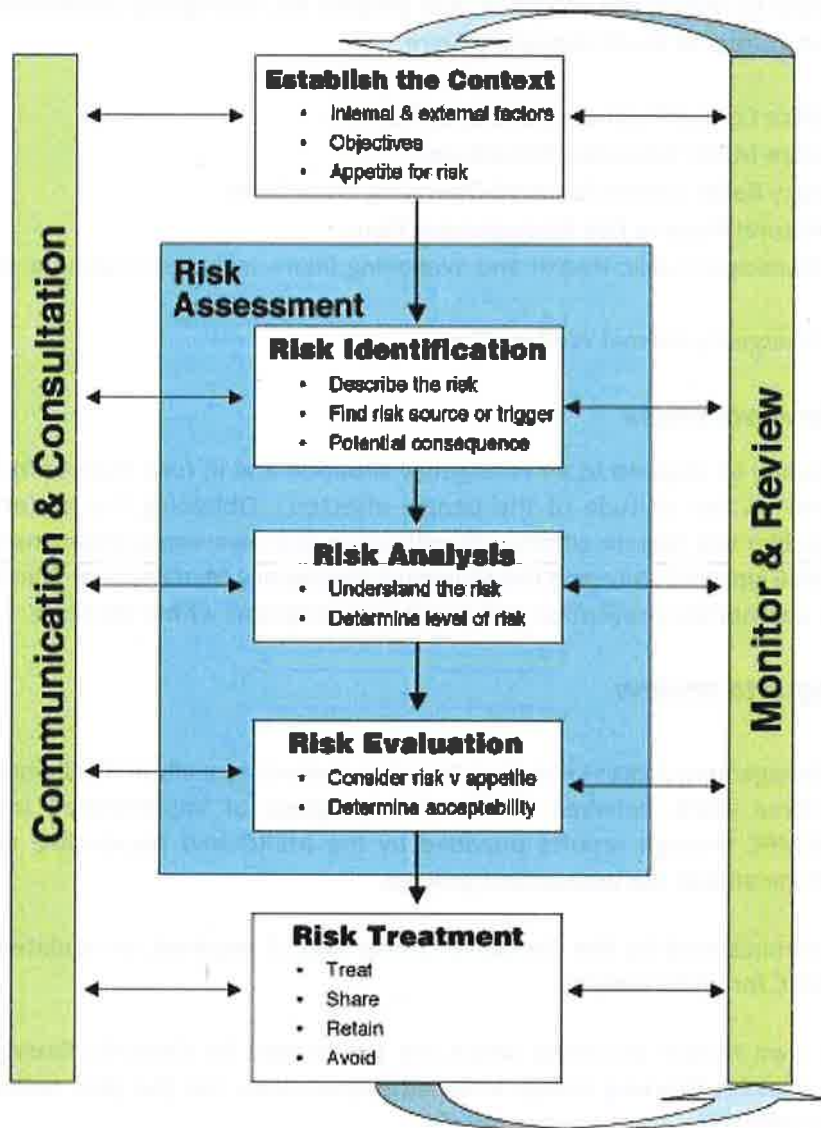 Establish the Context
• Internal & external factors
• Objectives
• Appetite for risk
Communication & Consultation
Monitor & Review
Risk
Assessment
Risk Identification
• Describe the risk
• Find risk source or trigger
• Potential consequence
Risk Analysis
• Understand the risk
• Determine level of risk
Risk Evaluation
• Consider risk v appetite
• Determine acceptability
Risk Treatment
• Treat
• Share
• Retain
• Avoid